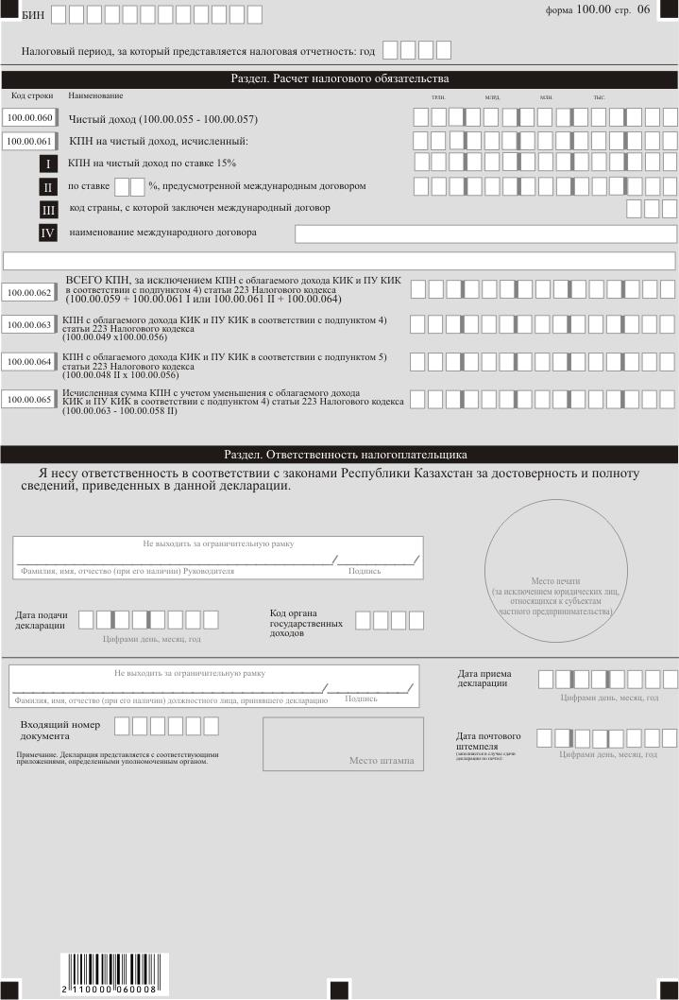 БИН
форма 100.00 стр. 06
Налоговый период, за который представляется налоговая отчетность: год
Раздел. Расчет налогового обязательства
Код строки Наименование ТРЛН. МЛРД. МЛН. ТЫС.
100.00.060 Чистый доход (100.00.055 - 100.00.057)
100.00.061 КПН на чистый доход, исчисленный:
I КПН на чистый доход по ставке 15%
II по ставке %, предусмотренной международным договором
III код страны, с которой заключен международный договор
IV наименование международного договора
100.00.062 ВСЕГО КПН, за исключением КПН с облагаемого дохода КИК и ПУ КИК
в соответствии с подпунктом 4) статьи 223 Налогового кодекса
(100.00.059 + 100.00.061 I или 100.00.061 II + 100.00.064)
100.00.063 КПН с облагаемого дохода КИК и ПУ КИК в соответствии с подпунктом 4)
статьи 223 Налогового кодекса
(100.00.049 x100.00.056)
100.00.064 КПН с облагаемого дохода КИК и ПУ КИК в соответствии с подпунктом 5)
статьи 223 Налогового кодекса
(100.00.048 II x 100.00.056)
100.00.065 Исчисленная сумма КПН с учетом уменьшения с облагаемого дохода
КИК и ПУ КИК в соответствии с подпунктом 4) статьи 223 Налогового кодекса
(100.00.063 - 100.00.058 II)
Раздел. Ответственность налогоплательщика
Я несу ответственность в соответствии с законами Республики Казахстан за достоверность и полноту
сведений, приведенных в данной декларации.
Не выходить за ограничительную рамку
Фамилия, имя, отчество (при его наличии) Руководителя Подпись
Место печати
(за исключением юридических лиц,
относящихся к субъектам
частного предпринимательства)
Дата подачи
декларации
Цифрами день, месяц, год
Код органа
государственных
доходов
Не выходить за ограничительную рамку
Фамилия, имя, отчество (при его наличии) должностного лица, принявшего декларацию Подпись
Дата приема
декларации
Цифрами день, месяц, год
Входящий номер
документа
Место штампа
Дата почтового
штемпеля
(заполняется в случае сдачи
декларации по почте)
Цифрами день, месяц, год
Примечание. Декларация представляется с соответствующими
приложениями, определенными уполномоченным органом.
2 110000 060008